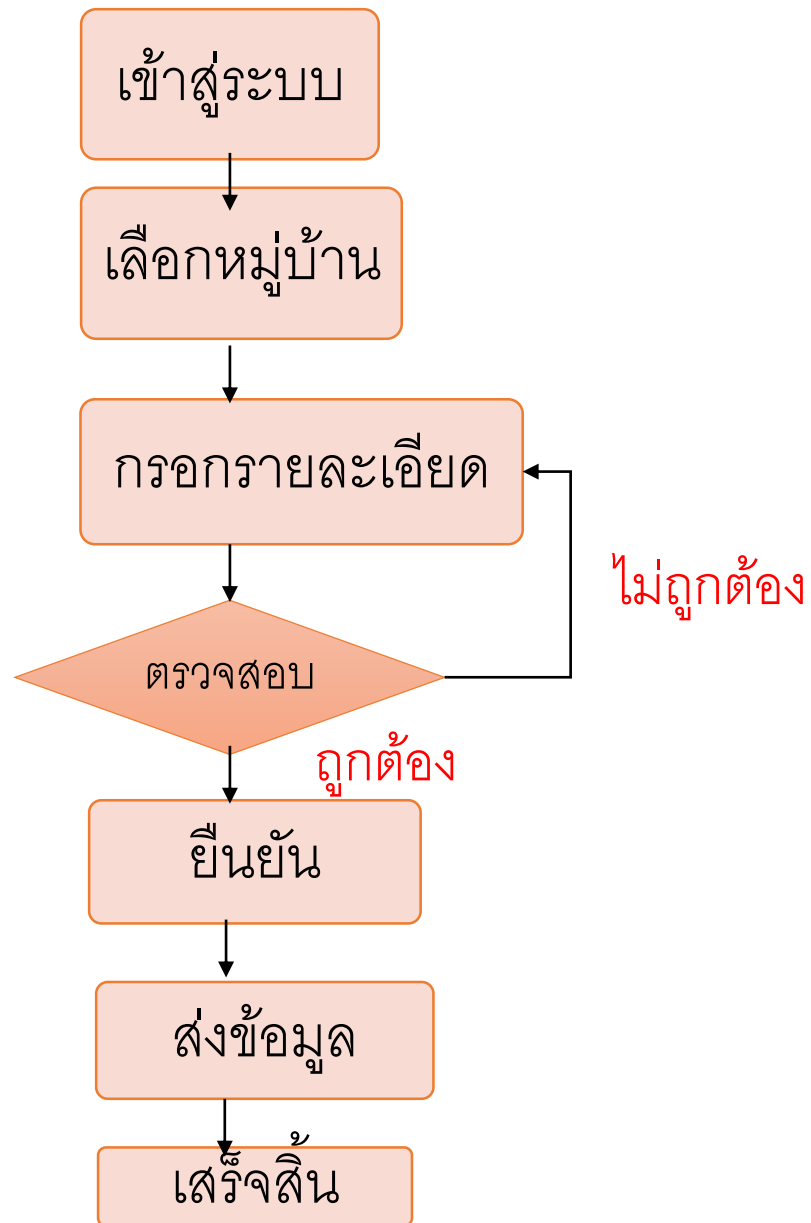 เข้าสู่ระบบ
เลือกหมู่บ้าน
กรอกรายละเอียด
ไม่ถูกต้อง
ตรวจสอบ
ถูกต้อง
ยืนยัน
ส่งข้อมูล
เสร็จสิ้น